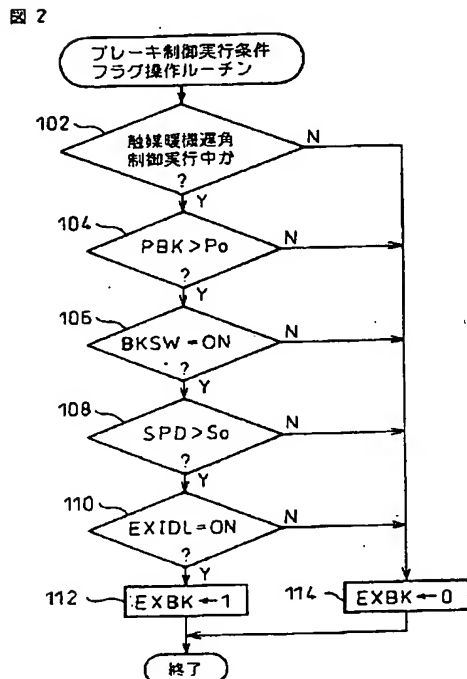 図 2
ブレーキ制御実行条件
フラグ操作ルーチン
102
触媒暖機遅角
制御実行中か
?
N
Y
104
PBK>Po
?
N
Y
106
BKSW=ON
?
N
Y
108
SPD>So
?
N
Y
110
EXIDL=ON
?
N
Y
112
EXBK←1
114
EXBK←0
終了